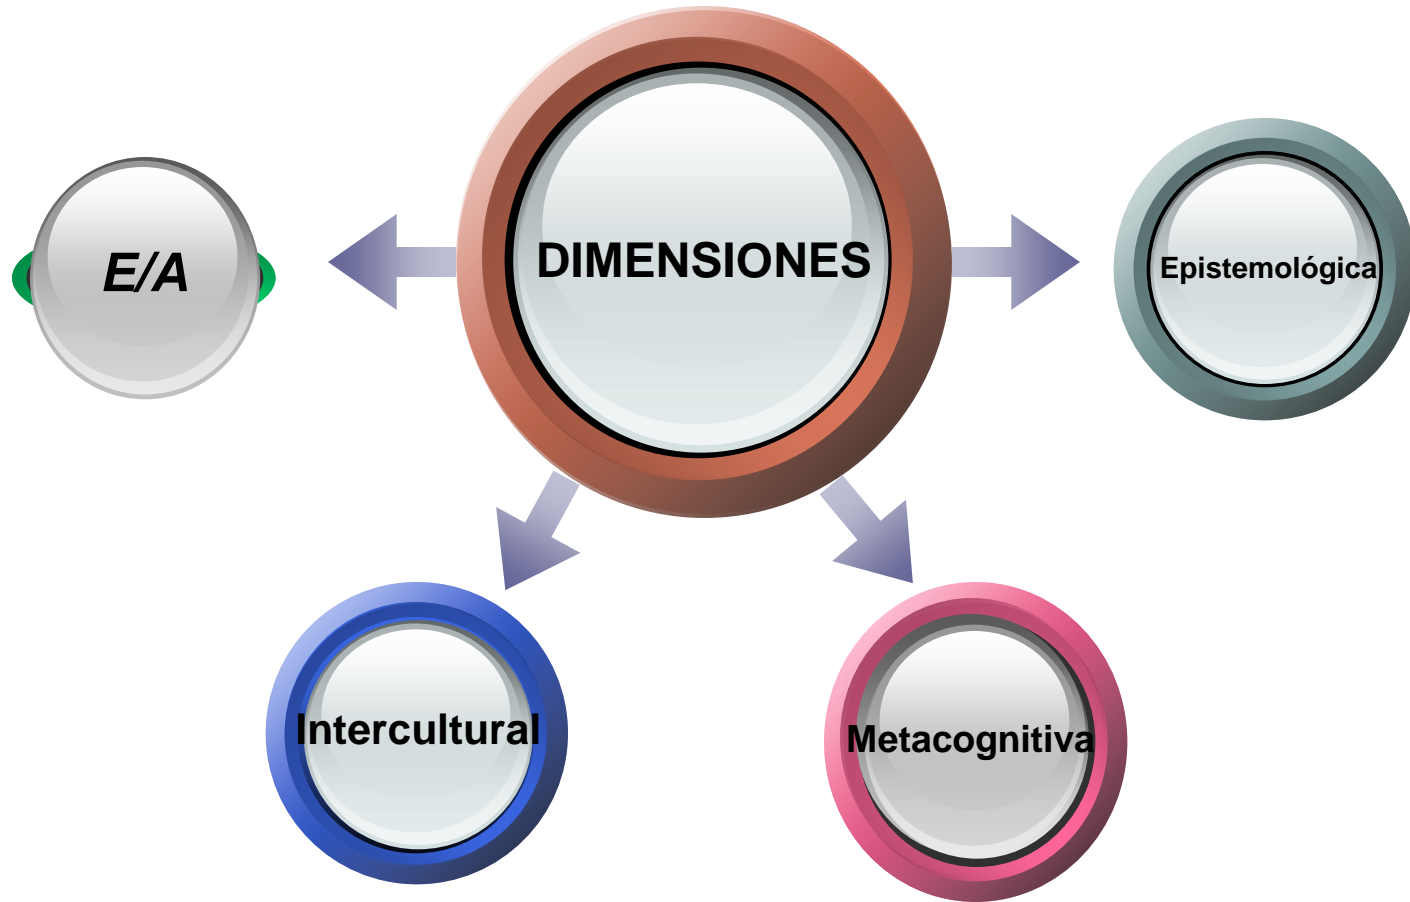 DIMENSIONES
E/A
Epistemológica
Intercultural
Metacognitiva